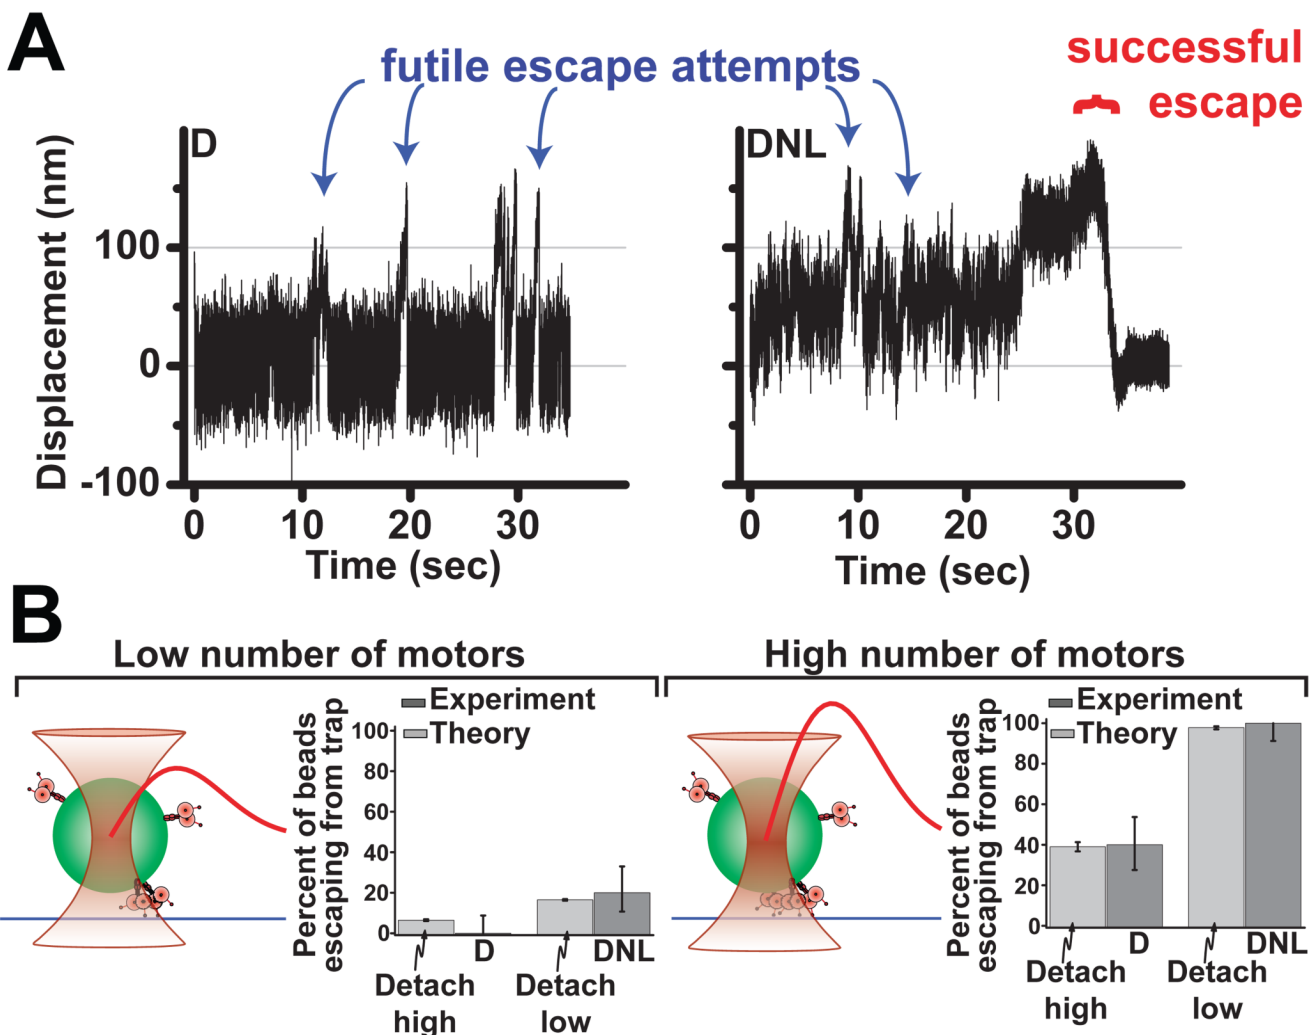 A
futile escape attempts
successful
escape
D
DNL
Displacement (nm)
100
0
-100
0 10 20 30
Time (sec)
0 10 20 30
Time (sec)
B
Low number of motors
High number of motors
Percent of beads
escaping from trap
Experiment
Theory
100
80
60
40
20
0
D
DNL
Detach
high
Detach
low
Percent of beads
escaping from trap
Experiment
Theory
100
80
60
40
20
0
D
DNL
Detach
high
Detach
low